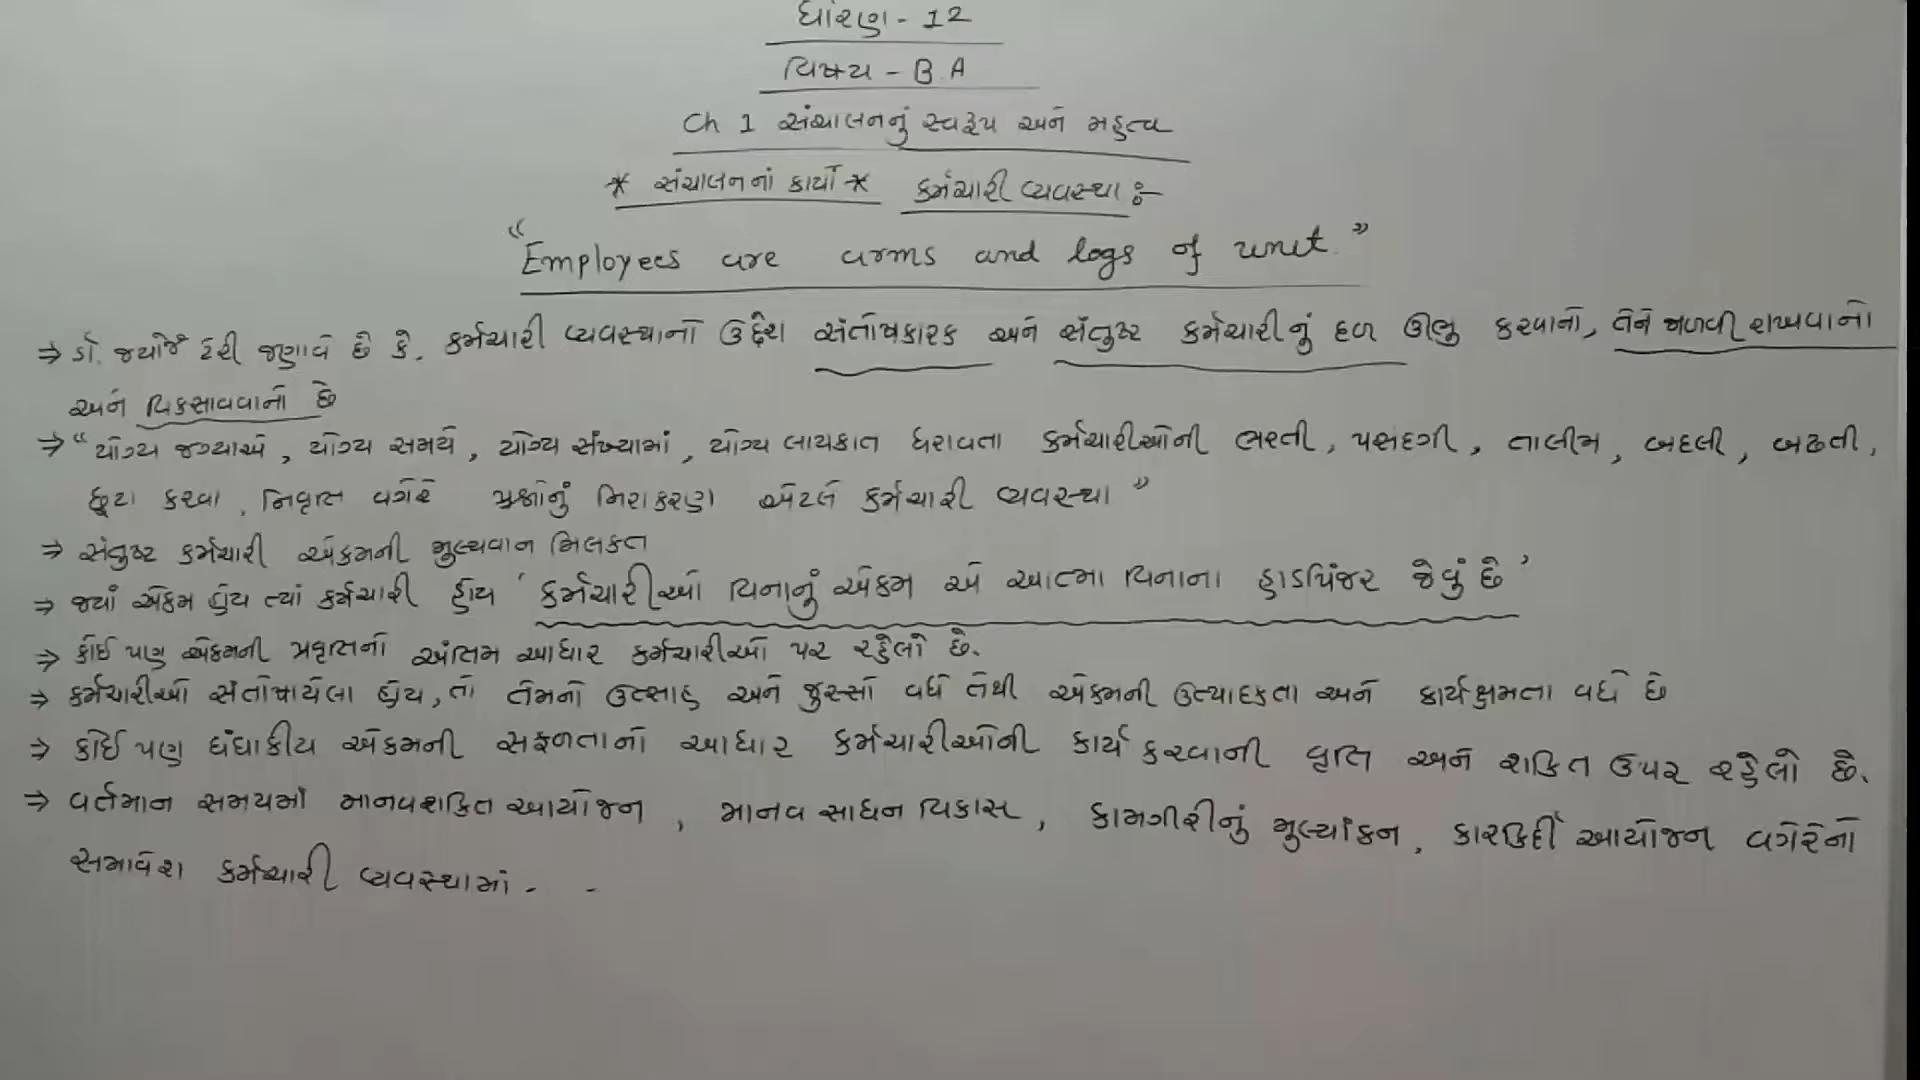 ધોરણ - 12
વિષય - B.A
Ch 1 સંચાલનનું સ્વરૂપ અને મહત્વ
* સંચાલનનાં કાર્યો * કર્મચારી વ્યવસ્થા :-
"Employees are arms and legs of unit."
⇒ ડૉ. જ્યોર્જ ટેરી જણાવે છે કે. કર્મચારી વ્યવસ્થાનો ઉદ્દેશ સંતોષકારક અને સંતુષ્ટ કર્મચારીનું દળ ઊભુ કરવાનો, તેને જાળવી રાખવાનો
અને વિકસાવવાનો છે
⇒ "યોગ્ય જગ્યાએ, યોગ્ય સમયે, યોગ્ય સંખ્યામાં, યોગ્ય લાયકાત ધરાવતા કર્મચારીઓની ભરતી, પસંદગી, તાલીમ, બદલી, બઢતી,
છૂટા કરવા, નિવૃત્તિ વગેરે પ્રશ્નોનું નિરાકરણ એટલે કર્મચારી વ્યવસ્થા"
⇒ સંતુષ્ટ કર્મચારી એકમની મુલ્યવાન મિલકત
⇒ જ્યાં એકમ હોય ત્યાં કર્મચારી હોય 'કર્મચારીઓ વિનાનું એકમ એ આત્મા વિનાના હાડપિંજર જેવું છે'
⇒ કોઈ પણ એકમની પ્રવૃત્તિનો અંતિમ આધાર કર્મચારીઓ પર રહેલો છે.
⇒ કર્મચારીઓ સંતોષાયેલા હોય, તો તેમનો ઉત્સાહ અને જુસ્સો વધે તેથી એકમની ઉત્પાદકતા અને કાર્યક્ષમતા વધે છે
⇒ કોઈ પણ ધંધાકીય એકમની સફળતાનો આધાર કર્મચારીઓની કાર્ય કરવાની વૃત્તિ અને શક્તિ ઉપર રહેલો છે.
⇒ વર્તમાન સમયમાં માનવશક્તિ આયોજન, માનવ સાધન વિકાસ, કામગીરીનું મુલ્યાંકન, કારકિર્દી આયોજન વગેરેનો
સમાવેશ કર્મચારી વ્યવસ્થામાં - -